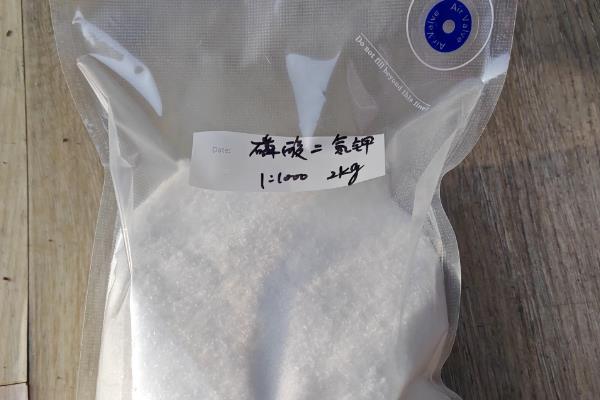 Air Valve
Air Valve
Do not fill beyond this line
Date: 磷酸二氢钾
1:1000 2kg